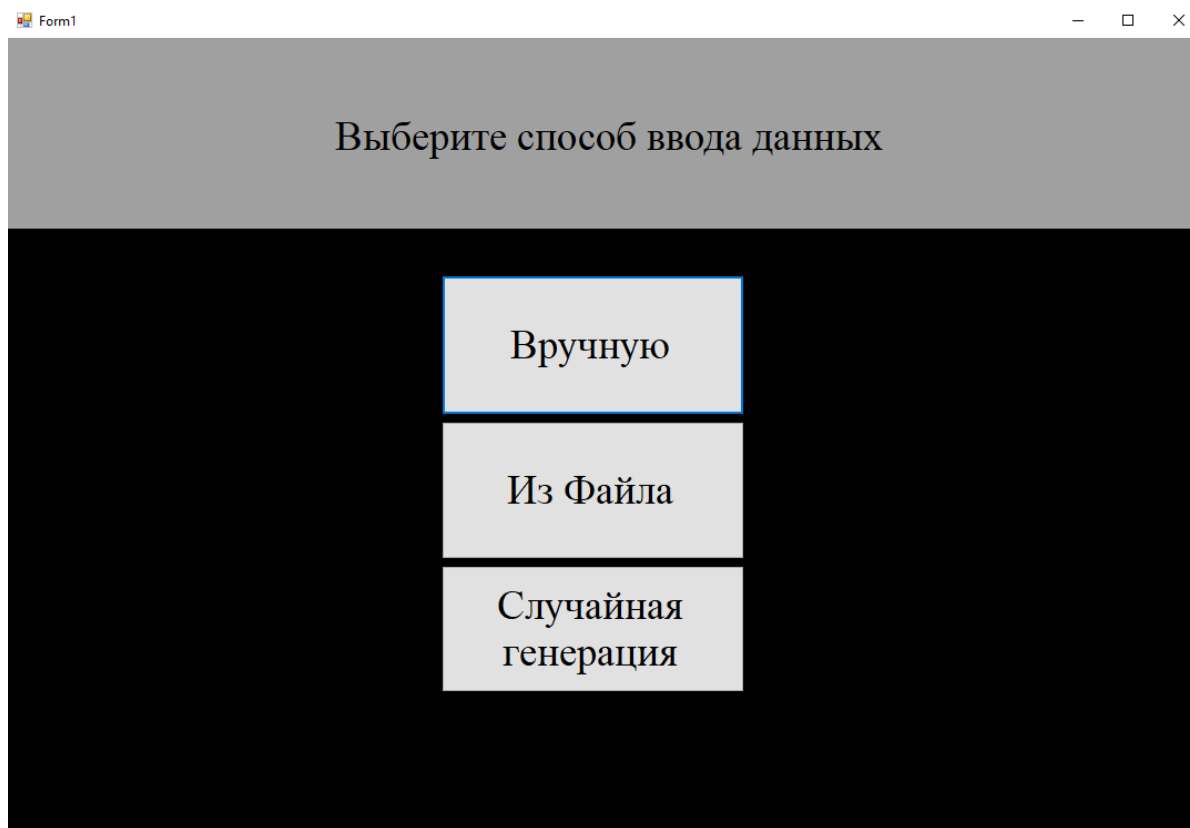 Form1
Выберите способ ввода данных
Вручную
Из Файла
Случайная
генерация